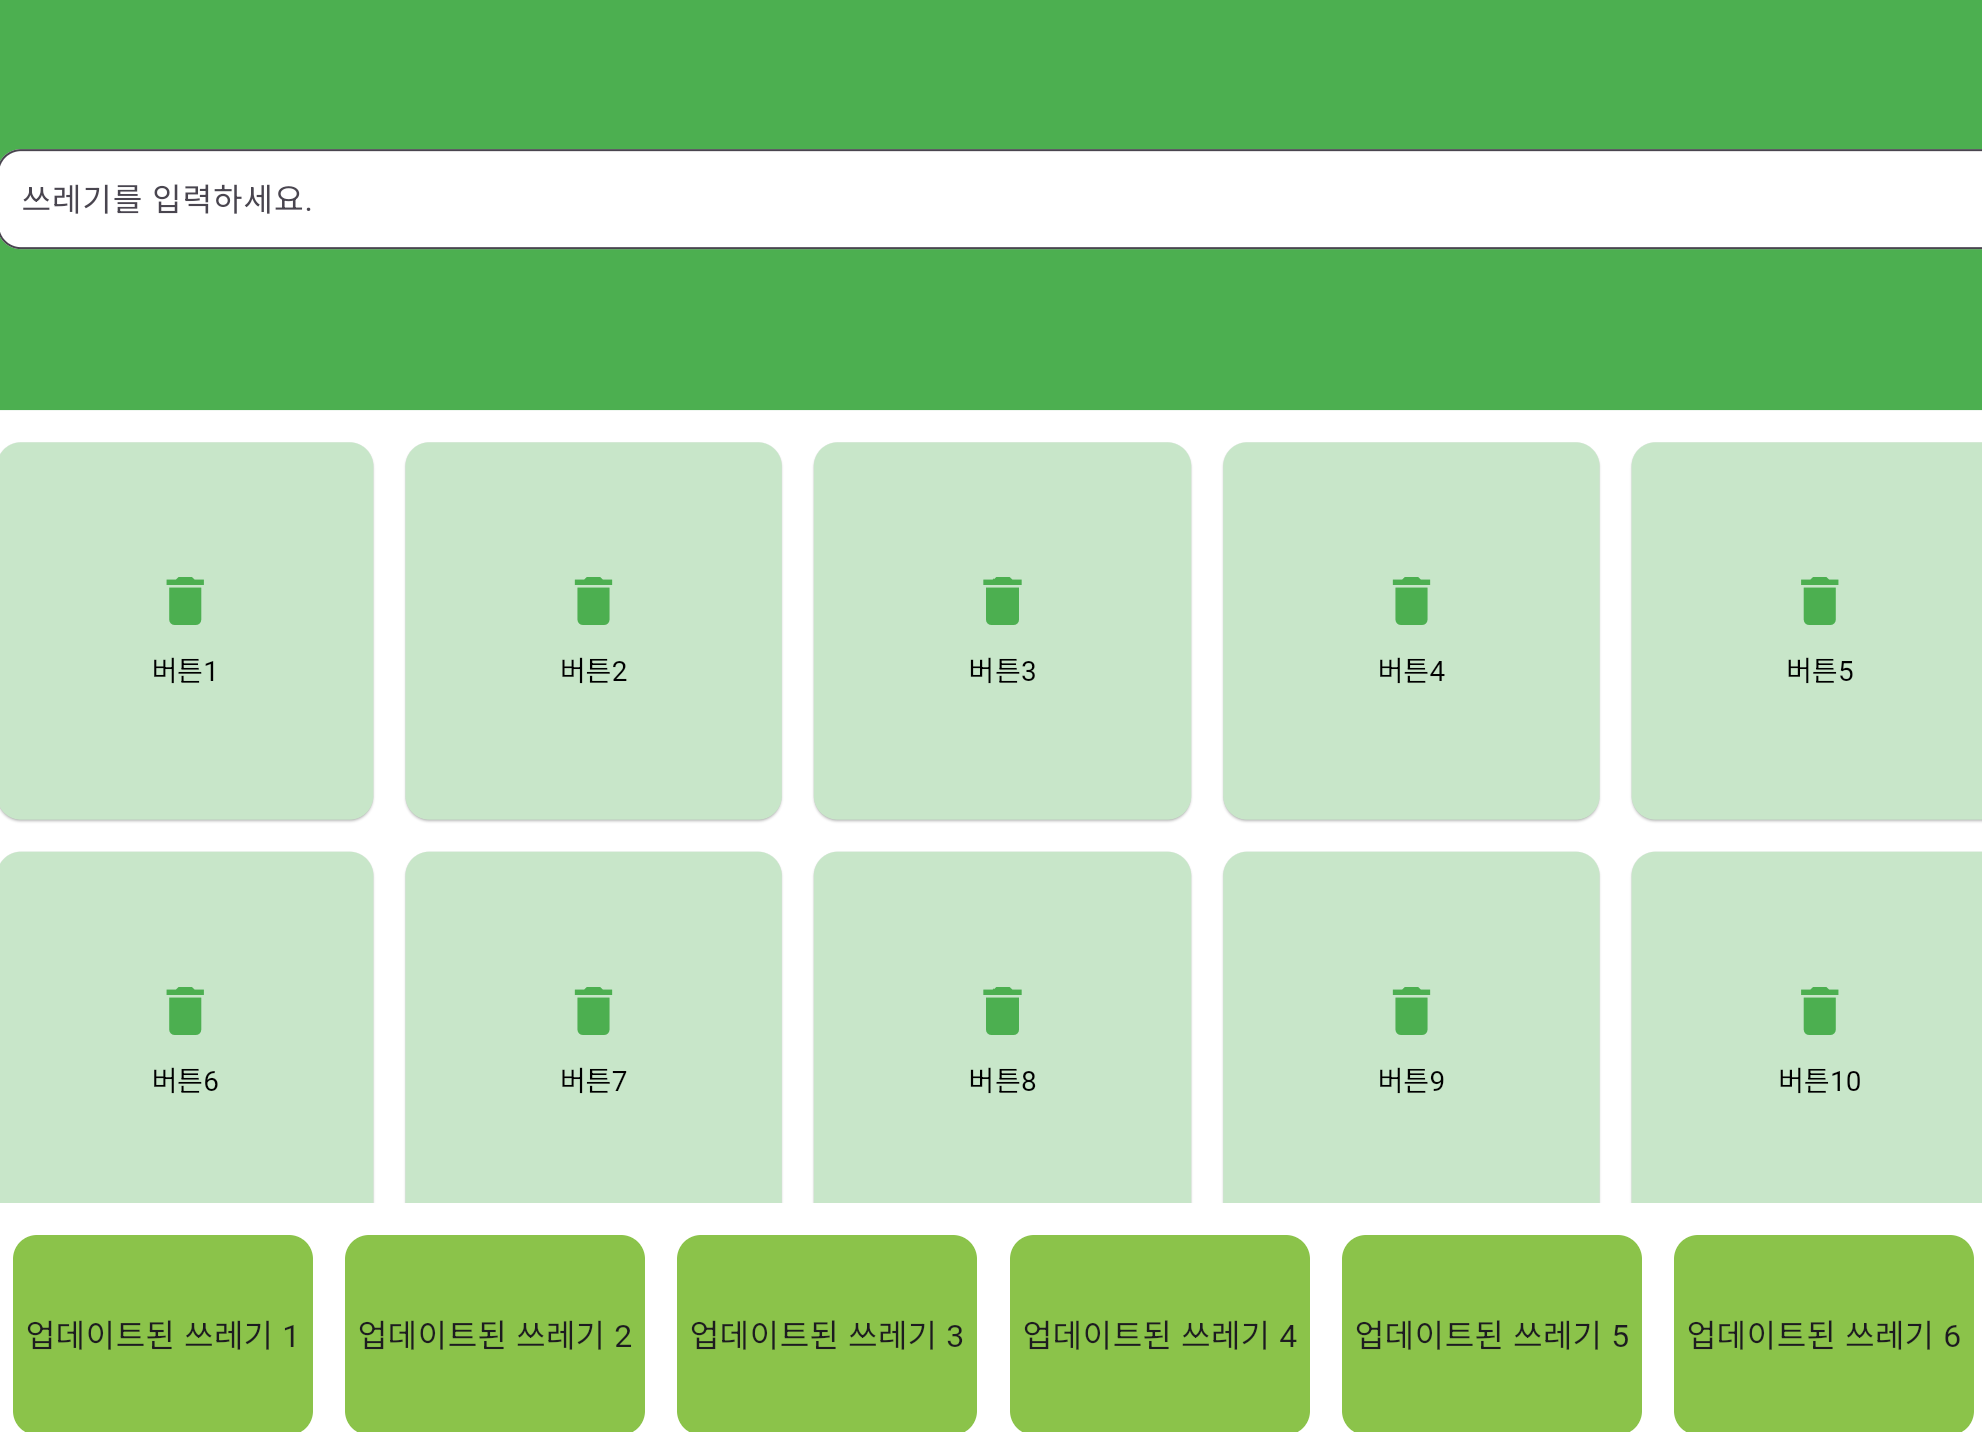 쓰레기를 입력하세요.
버튼1
버튼2
버튼3
버튼4
버튼5
버튼6
버튼7
버튼8
버튼9
버튼10
업데이트된 쓰레기 1
업데이트된 쓰레기 2
업데이트된 쓰레기 3
업데이트된 쓰레기 4
업데이트된 쓰레기 5
업데이트된 쓰레기 6